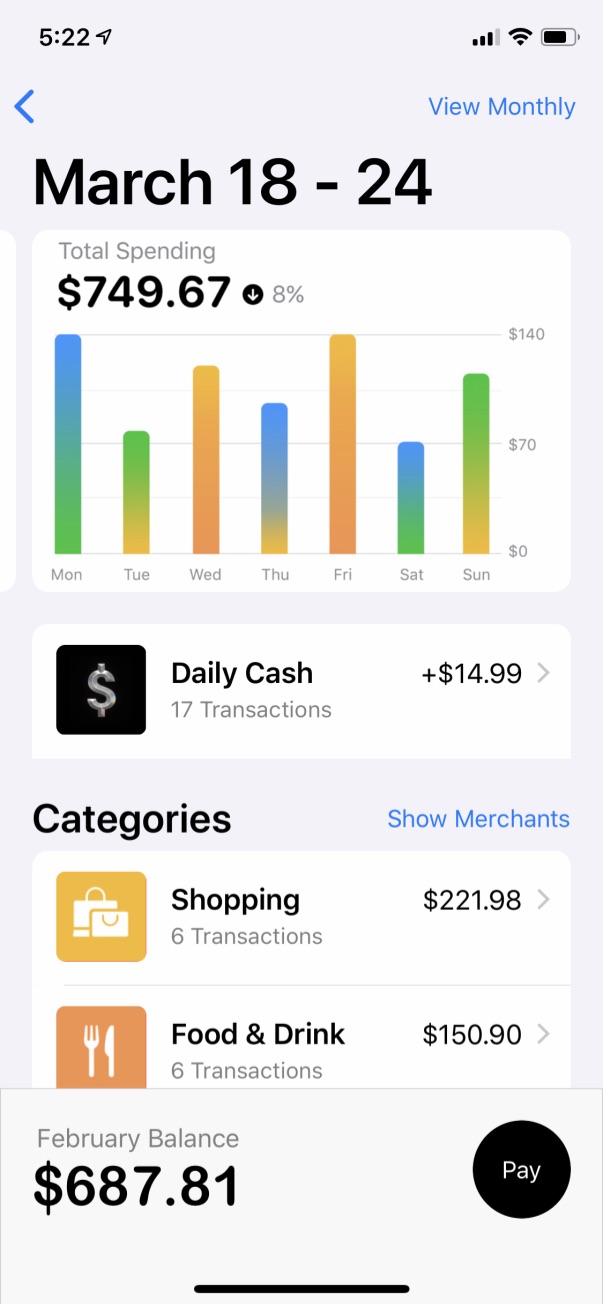 5:22
View Monthly
March 18 - 24
Total Spending
$749.67 8%
$140
$70
$0
Mon Tue Wed Thu Fri Sat Sun
$
Daily Cash +$14.99
17 Transactions
Categories Show Merchants
Shopping $221.98
6 Transactions
Food & Drink $150.90
6 Transactions
February Balance
$687.81
Pay